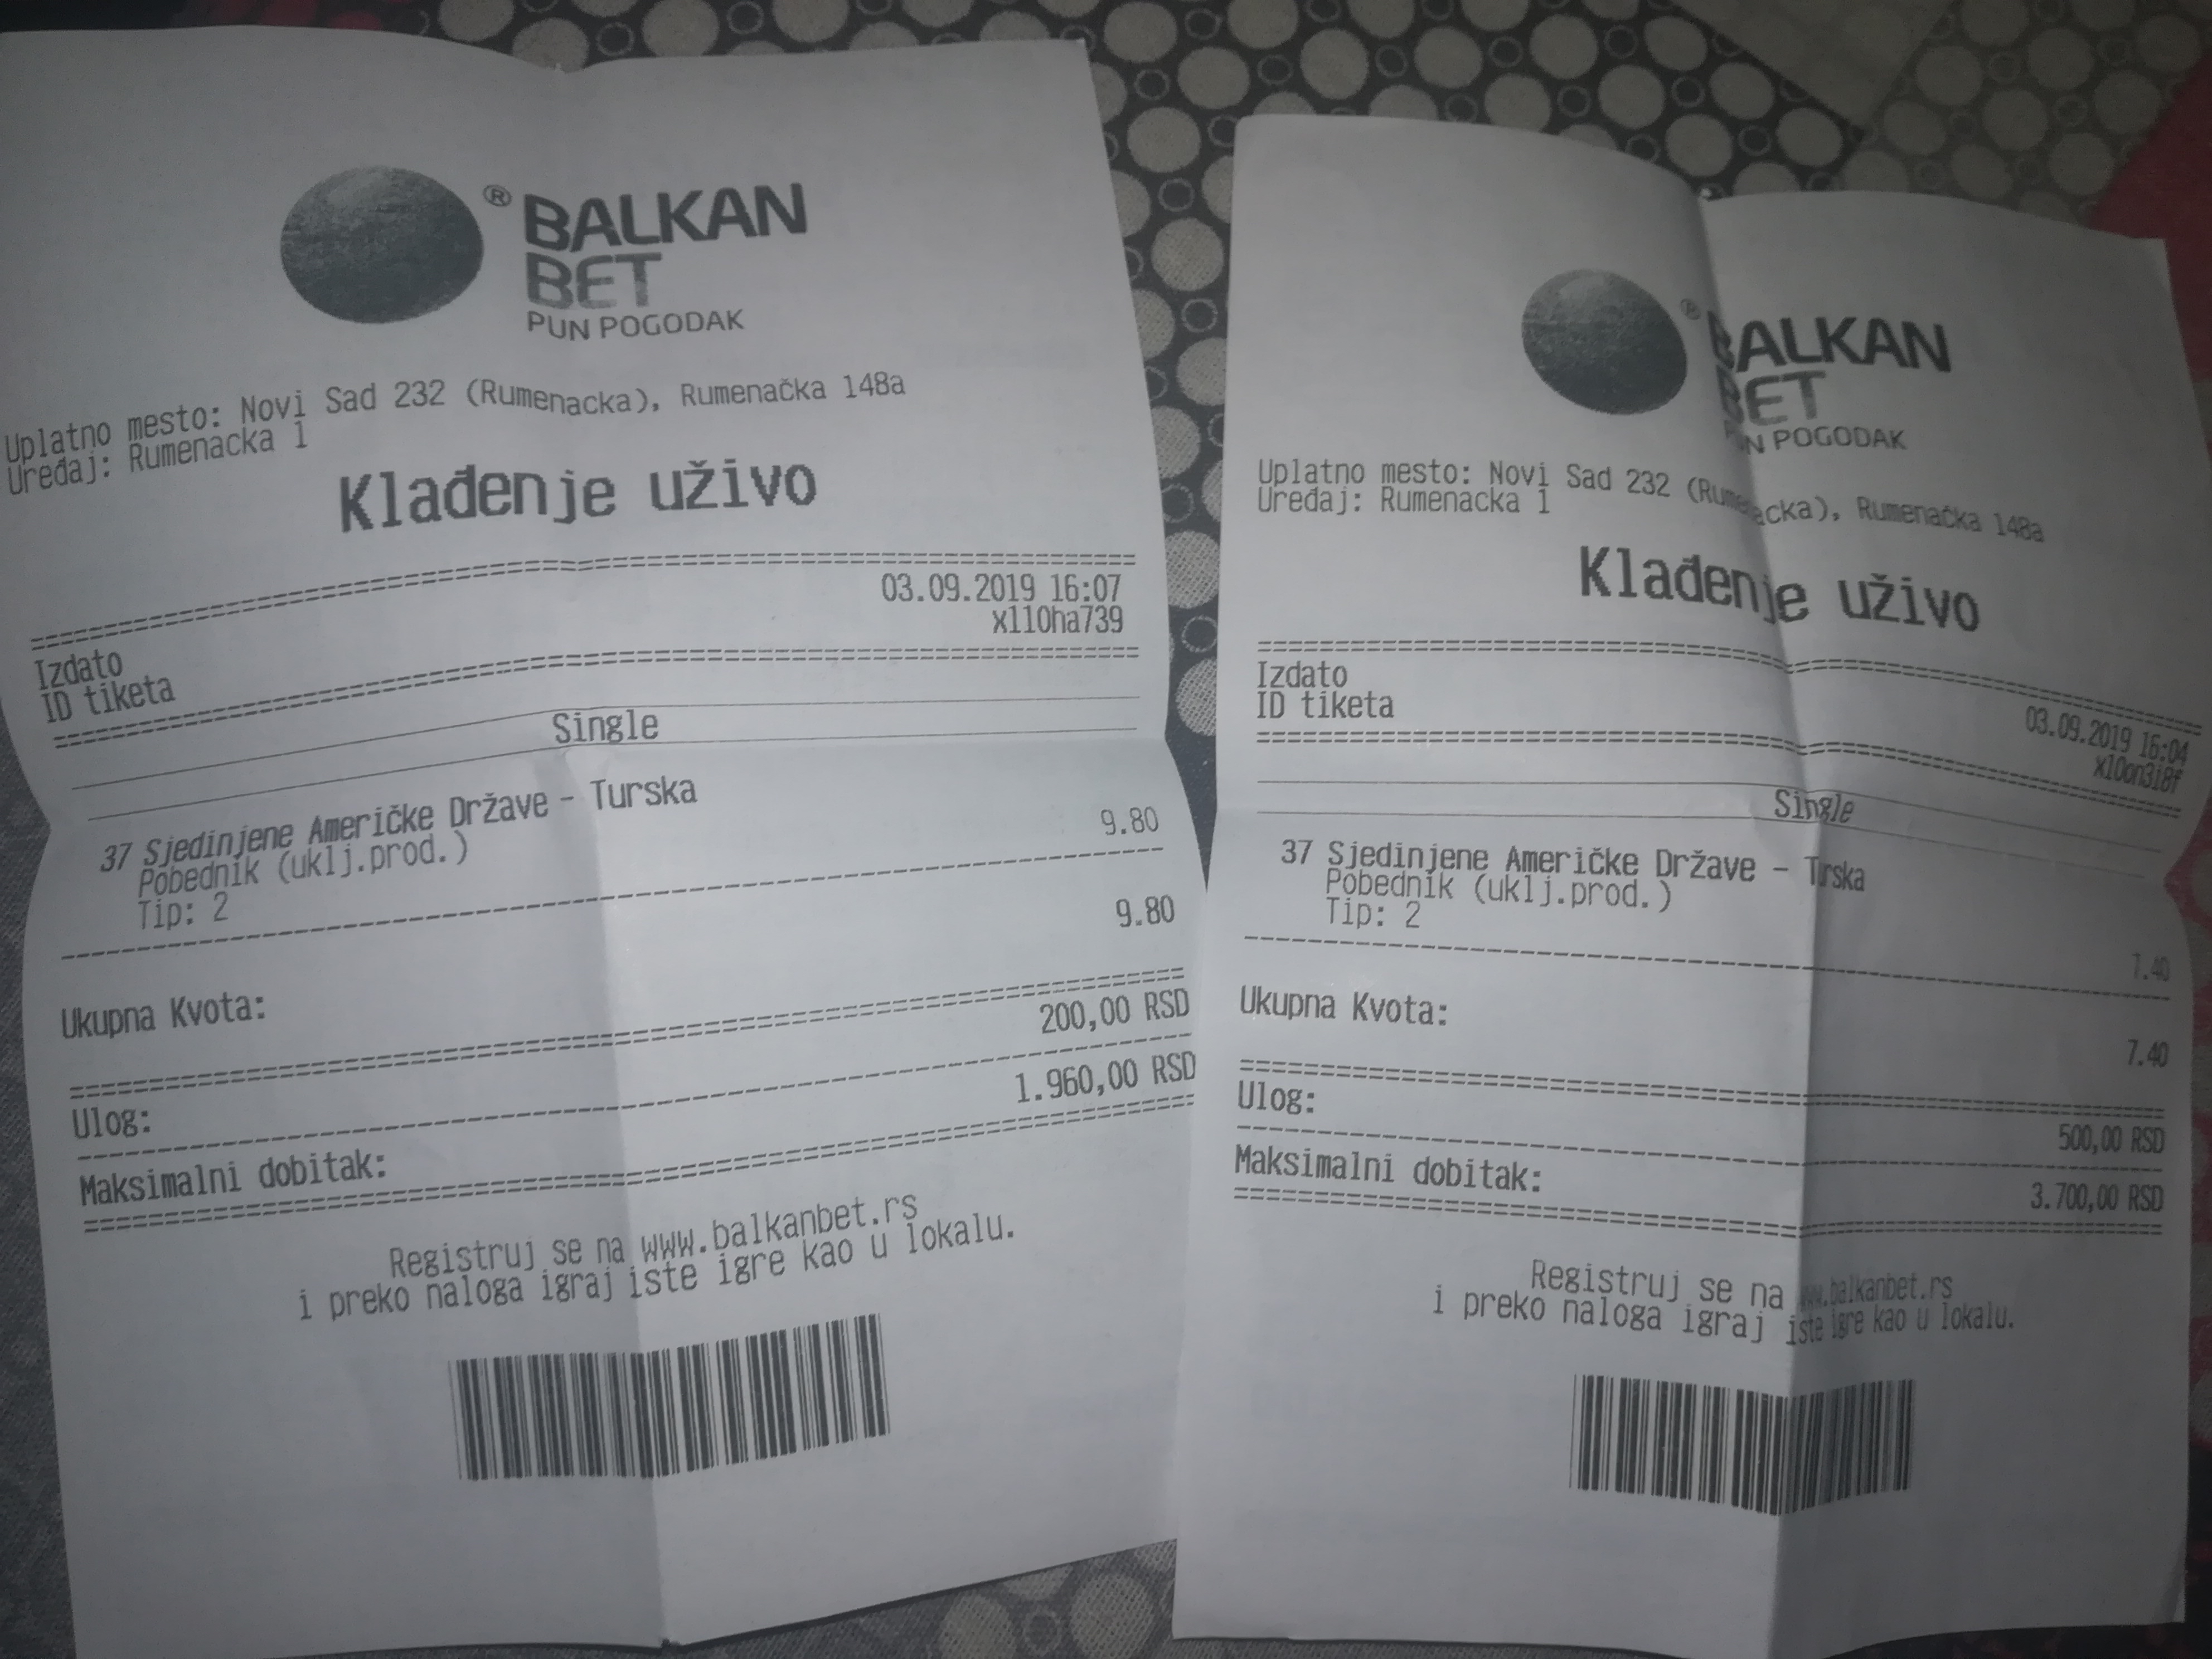 ® BALKAN
BET
PUN POGODAK
Uplatno mesto: Novi Sad 232 (Rumenacka), Rumenačka 148a
Uređaj: Rumenacka 1
Klađenje uživo
Izdato 03.09.2019 16:07
ID tiketa x110ha739
Single
37 Sjedinjene Američke Države - Turska
Pobednik (uklj.prod.) 9.80
Tip: 2
Ukupna Kvota: 9.80
Ulog: 200,00 RSD
Maksimalni dobitak: 1.960,00 RSD
Registruj se na www.balkanbet.rs
i preko naloga igraj iste igre kao u lokalu.
® BALKAN
BET
PUN POGODAK
Uplatno mesto: Novi Sad 232 (Rumenacka), Rumenačka 148a
Uređaj: Rumenacka 1
Klađenje uživo
Izdato 03.09.2019 16:04
ID tiketa x10on3i8f
Single
37 Sjedinjene Američke Države - Turska
Pobednik (uklj.prod.) 7.40
Tip: 2
Ukupna Kvota: 7.40
Ulog: 500,00 RSD
Maksimalni dobitak: 3.700,00 RSD
Registruj se na www.balkanbet.rs
i preko naloga igraj iste igre kao u lokalu.